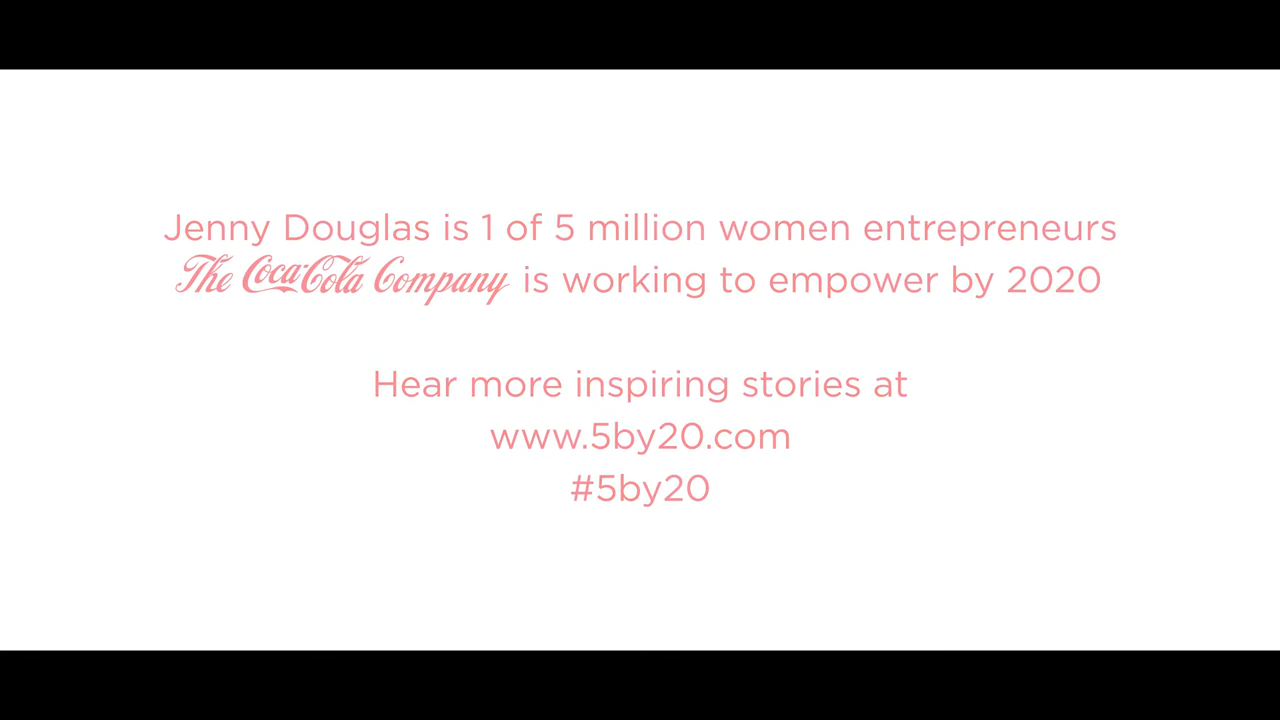 Jenny Douglas is 1 of 5 million women entrepreneurs
The Coca-Cola Company is working to empower by 2020
Hear more inspiring stories at
www.5by20.com
#5by20